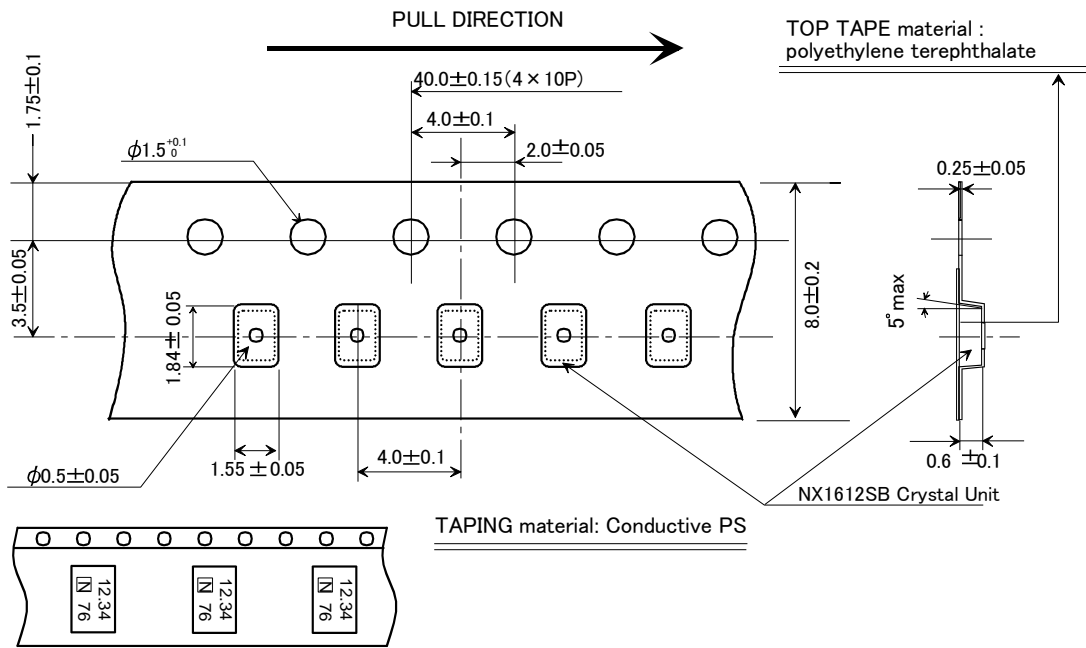 PULL DIRECTION
TOP TAPE material :
polyethylene terephthalate
1.75±0.1
40.0±0.15(4×10P)
4.0±0.1
φ1.5 +0.1 0
2.0±0.05
0.25±0.05
3.5±0.05
1.84±0.05
8.0±0.2
5°max
φ0.5±0.05
1.55±0.05
4.0±0.1
0.6 ±0.1
NX1612SB Crystal Unit
TAPING material: Conductive PS
12.34
N 76
12.34
N 76
12.34
N 76